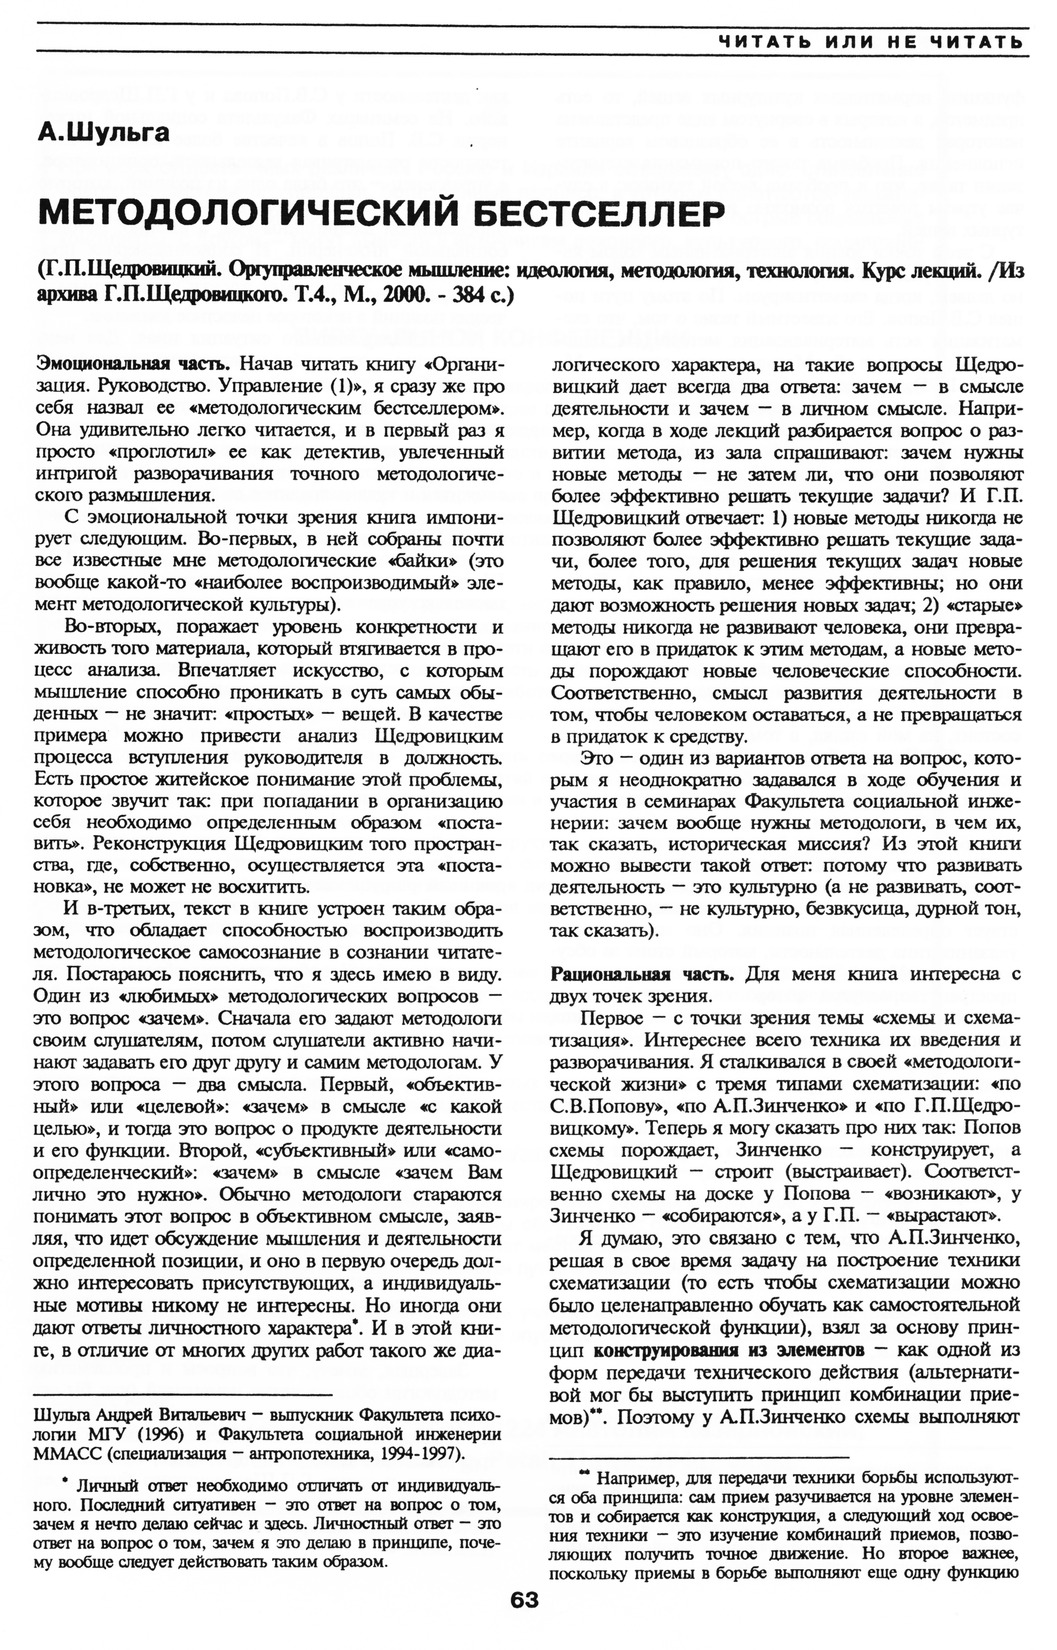 ЧИТАТЬ ИЛИ НЕ ЧИТАТЬ
А.Шульга
МЕТОДОЛОГИЧЕСКИЙ БЕСТСЕЛЛЕР
(Г.П.Щедровицкий. Оргуправленческое мышление: идеология, методология, технология. Курс лекций. /Из
архива Г.П.Щедровицкого. Т.4., М., 2000. - 384 с.)
Эмоциональная часть. Начав читать книгу «Органи-
зация. Руководство. Управление (1)», я сразу же про
себя назвал ее «методологическим бестселлером».
Она удивительно легко читается, и в первый раз я
просто «проглотил» ее как детектив, увлеченный
интригой разворачивания точного методологиче-
ского размышления.
С эмоциональной точки зрения книга импони-
рует следующим. Во-первых, в ней собраны почти
все известные мне методологические «байки» (это
вообще какой-то «наиболее воспроизводимый» эле-
мент методологической культуры).
Во-вторых, поражает уровень конкретности и
живость того материала, который втягивается в про-
цесс анализа. Впечатляет искусство, с которым
мышление способно проникать в суть самых обы-
денных — не значит: «простых» — вещей. В качестве
примера можно привести анализ Щедровицким
процесса вступления руководителя в должность.
Есть простое житейское понимание этой проблемы,
которое звучит так: при попадании в организацию
себя необходимо определенным образом «поста-
вить». Реконструкция Щедровицким того простран-
ства, где, собственно, осуществляется эта «поста-
новка», не может не восхитить.
И в-третьих, текст в книге устроен таким обра-
зом, что обладает способностью воспроизводить
методологическое самосознание в сознании читате-
ля. Постараюсь пояснить, что я здесь имею в виду.
Один из «любимых» методологических вопросов —
это вопрос «зачем». Сначала его задают методологи
своим слушателям, потом слушатели активно начи-
нают задавать его друг другу и самим методологам. У
этого вопроса — два смысла. Первый, «объектив-
ный» или «целевой»: «зачем» в смысле «с какой
целью», и тогда это вопрос о продукте деятельности
и его функции. Второй, «субъективный» или «само-
определенческий»: «зачем» в смысле «зачем Вам
лично это нужно». Обычно методологи стараются
понимать этот вопрос в объективном смысле, заяв-
ляя, что идет обсуждение мышления и деятельности
определенной позиции, и оно в первую очередь дол-
жно интересовать присутствующих, а индивидуаль-
ные мотивы никому не интересны. Но иногда они
дают ответы личностного характера*. И в этой кни-
ге, в отличие от многих других работ такого же диа-
Шульга Андрей Витальевич — выпускник Факультета психо-
логии МГУ (1996) и Факультета социальной инженерии
ММАСС (специализация — антропотехника, 1994-1997).
* Личный ответ необходимо отличать от индивидуаль-
ного. Последний ситуативен — это ответ на вопрос о том,
зачем я нечто делаю сейчас и здесь. Личностный ответ — это
ответ на вопрос о том, зачем я это делаю в принципе, поче-
му вообще следует действовать таким образом.
логического характера, на такие вопросы Щедро-
вицкий дает всегда два ответа: зачем — в смысле
деятельности и зачем — в личном смысле. Напри-
мер, когда в ходе лекций разбирается вопрос о раз-
витии метода, из зала спрашивают: зачем нужны
новые методы — не затем ли, что они позволяют
более эффективно решать текущие задачи? И Г.П.
Щедровицкий отвечает: 1) новые методы никогда не
позволяют более эффективно решать текущие зада-
чи, более того, для решения текущих задач новые
методы, как правило, менее эффективны; но они
дают возможность решения новых задач; 2) «старые»
методы никогда не развивают человека, они превра-
щают его в придаток к этим методам, а новые мето-
ды порождают новые человеческие способности.
Соответственно, смысл развития деятельности в
том, чтобы человеком оставаться, а не превращаться
в придаток к средству.
Это — один из вариантов ответа на вопрос, кото-
рым я неоднократно задавался в ходе обучения и
участия в семинарах Факультета социальной инже-
нерии: зачем вообще нужны методологи, в чем их,
так сказать, историческая миссия? Из этой книги
можно вывести такой ответ: потому что развивать
деятельность — это культурно (а не развивать, соот-
ветственно, — не культурно, безвкусица, дурной тон,
так сказать).
Рациональная часть. Для меня книга интересна с
двух точек зрения.
Первое — с точки зрения темы «схемы и схема-
тизация». Интереснее всего техника их введения и
разворачивания. Я сталкивался в своей «методологи-
ческой жизни» с тремя типами схематизации: «по
С.В.Попову», «по А.П.Зинченко» и «по Г.П.Щедро-
вицкому». Теперь я могу сказать про них так: Попов
схемы порождает, Зинченко — конструирует, а
Щедровицкий — строит (выстраивает). Соответст-
венно схемы на доске у Попова — «возникают», у
Зинченко — «собираются», а у Г.П. — «вырастают».
Я думаю, это связано с тем, что А.П.Зинченко,
решая в свое время задачу на построение техники
схематизации (то есть чтобы схематизации можно
было целенаправленно обучать как самостоятельной
методологической функции), взял за основу прин-
цип конструирования из элементов — как одной из
форм передачи технического действия (альтернати-
вой мог бы выступить принцип комбинации прие-
мов)**. Поэтому у А.П.Зинченко схемы выполняют
** Например, для передачи техники борьбы используют-
ся оба принципа: сам прием разучивается на уровне элемен-
тов и собирается как конструкция, а следующий ход освое-
ния техники — это изучение комбинаций приемов, позво-
ляющих получить точное движение. Но второе важнее,
поскольку приемы в борьбе выполняют еще одну функцию
63